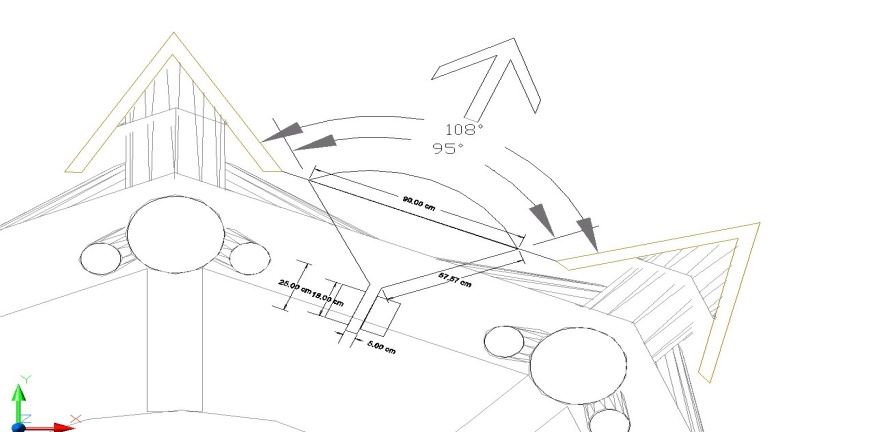 108°
95°
90.00 cm
57.57 cm
25.00 cm
18.00 cm
5.00 cm
Y
Z
X